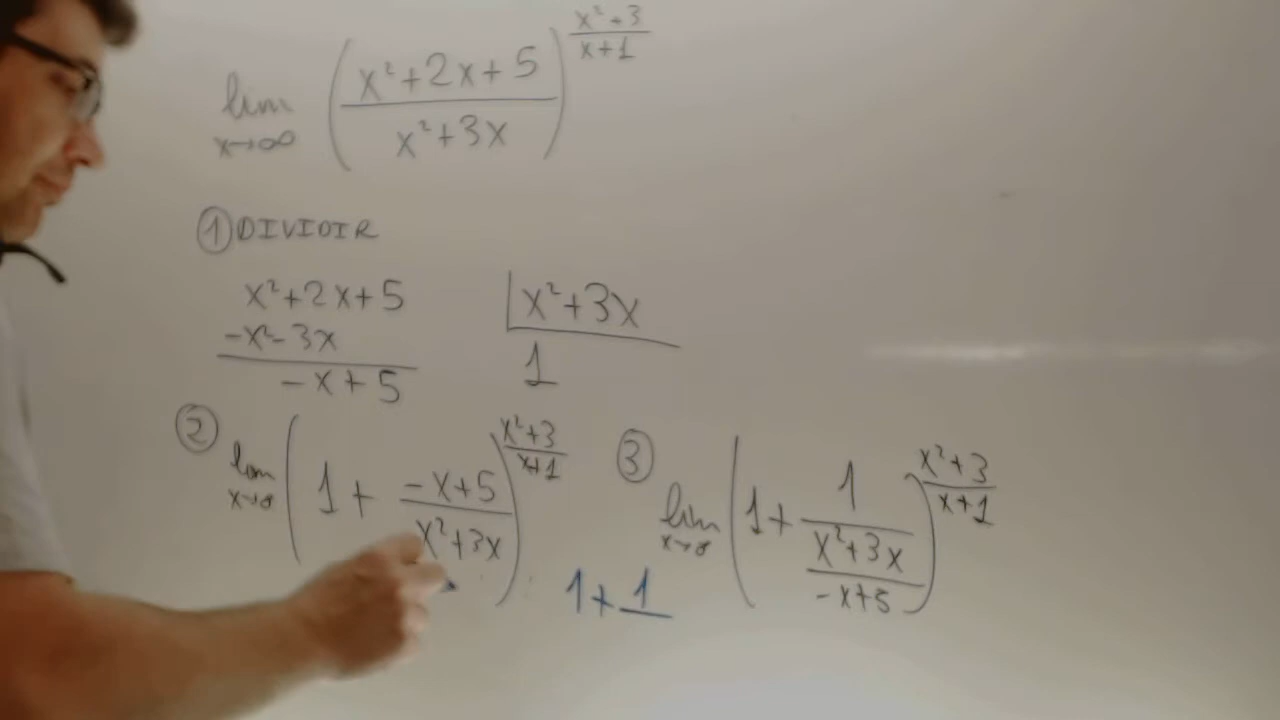 lim x→∞ (x²+2x+5 / x²+3x)^(x²+3 / x+1)
① DIVIDIR
x²+2x+5 |x²+3x
-x²-3x 1
-x+5
② lim x→∞ (1+ -x+5 / x²+3x)^(x²+3 / x+1)
③ lim x→∞ (1+ 1 / (x²+3x / -x+5))^(x²+3 / x+1)
1+1/